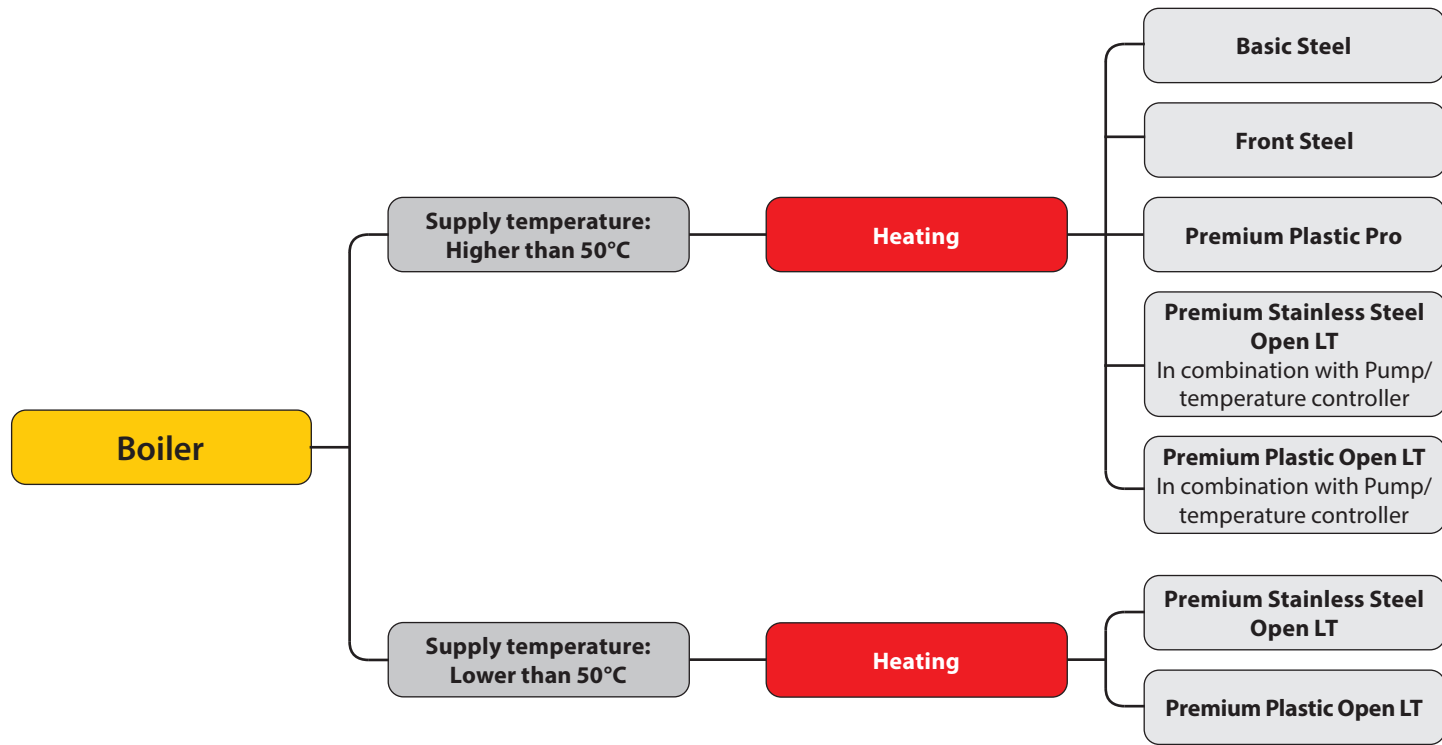 Boiler
Supply temperature:
Higher than 50°C
Heating
Basic Steel
Front Steel
Premium Plastic Pro
Premium Stainless Steel
Open LT
In combination with Pump/
temperature controller
Premium Plastic Open LT
In combination with Pump/
temperature controller
Supply temperature:
Lower than 50°C
Heating
Premium Stainless Steel
Open LT
Premium Plastic Open LT